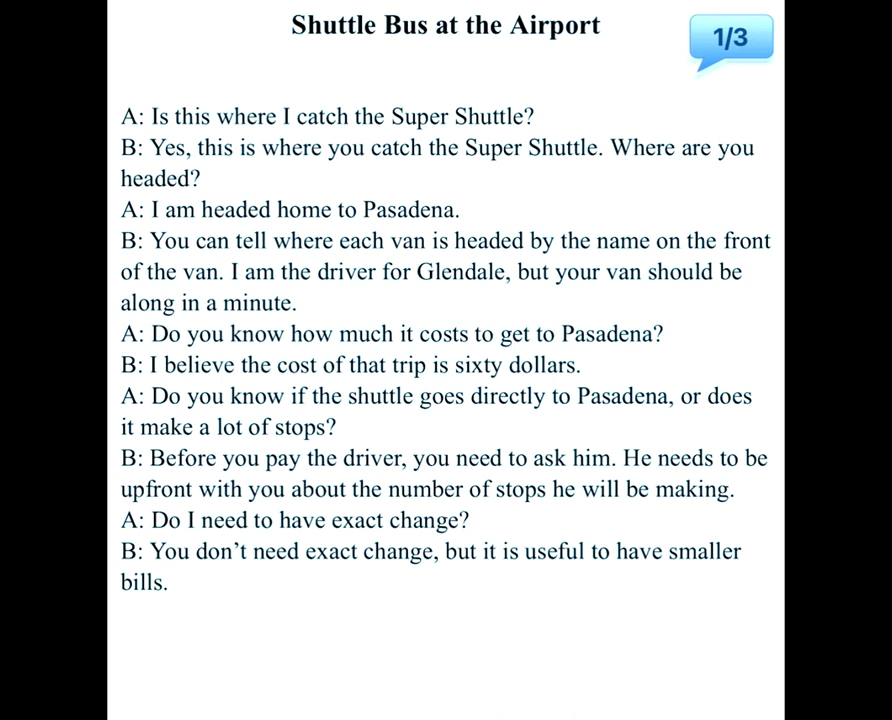 Shuttle Bus at the Airport
1/3
A: Is this where I catch the Super Shuttle?
B: Yes, this is where you catch the Super Shuttle. Where are you
headed?
A: I am headed home to Pasadena.
B: You can tell where each van is headed by the name on the front
of the van. I am the driver for Glendale, but your van should be
along in a minute.
A: Do you know how much it costs to get to Pasadena?
B: I believe the cost of that trip is sixty dollars.
A: Do you know if the shuttle goes directly to Pasadena, or does
it make a lot of stops?
B: Before you pay the driver, you need to ask him. He needs to be
upfront with you about the number of stops he will be making.
A: Do I need to have exact change?
B: You don’t need exact change, but it is useful to have smaller
bills.